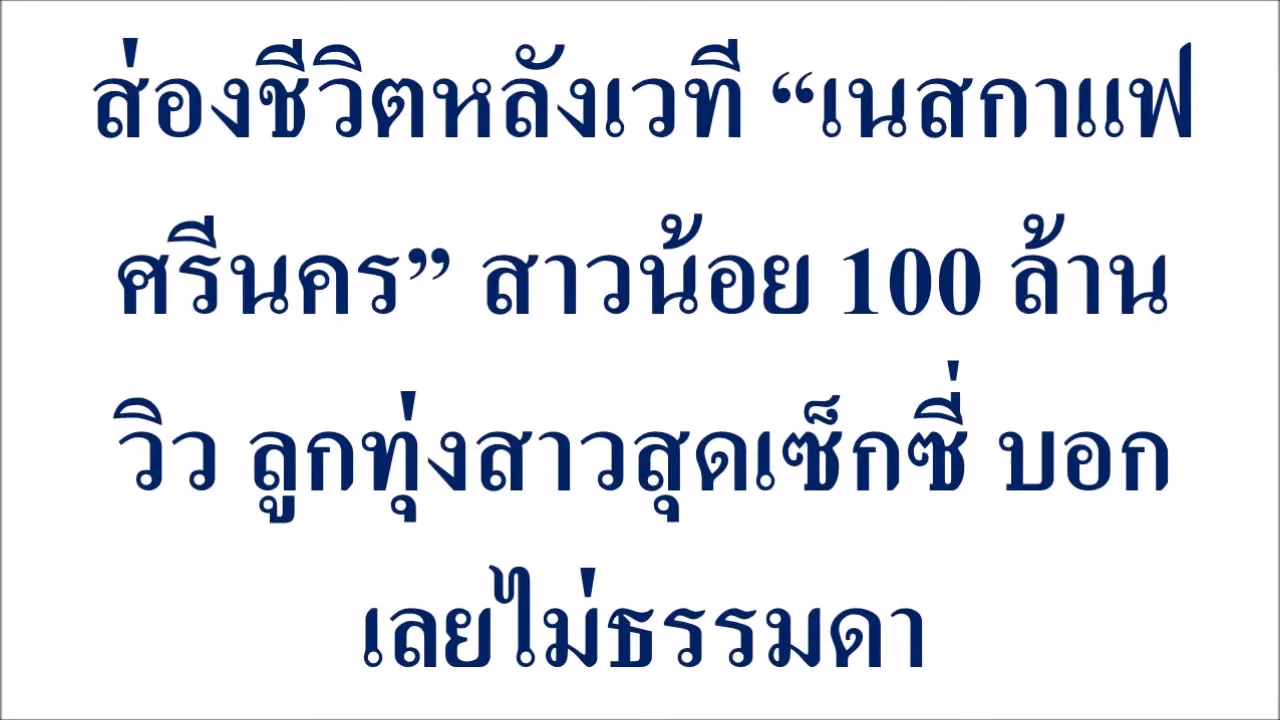 ส่องชีวิตหลังเวที “เนสกาแฟ
ศรีนคร” สาวน้อย 100 ล้าน
วิว ลูกทุ่งสาวสุดเซ็กซี่ บอก
เลยไม่ธรรมดา